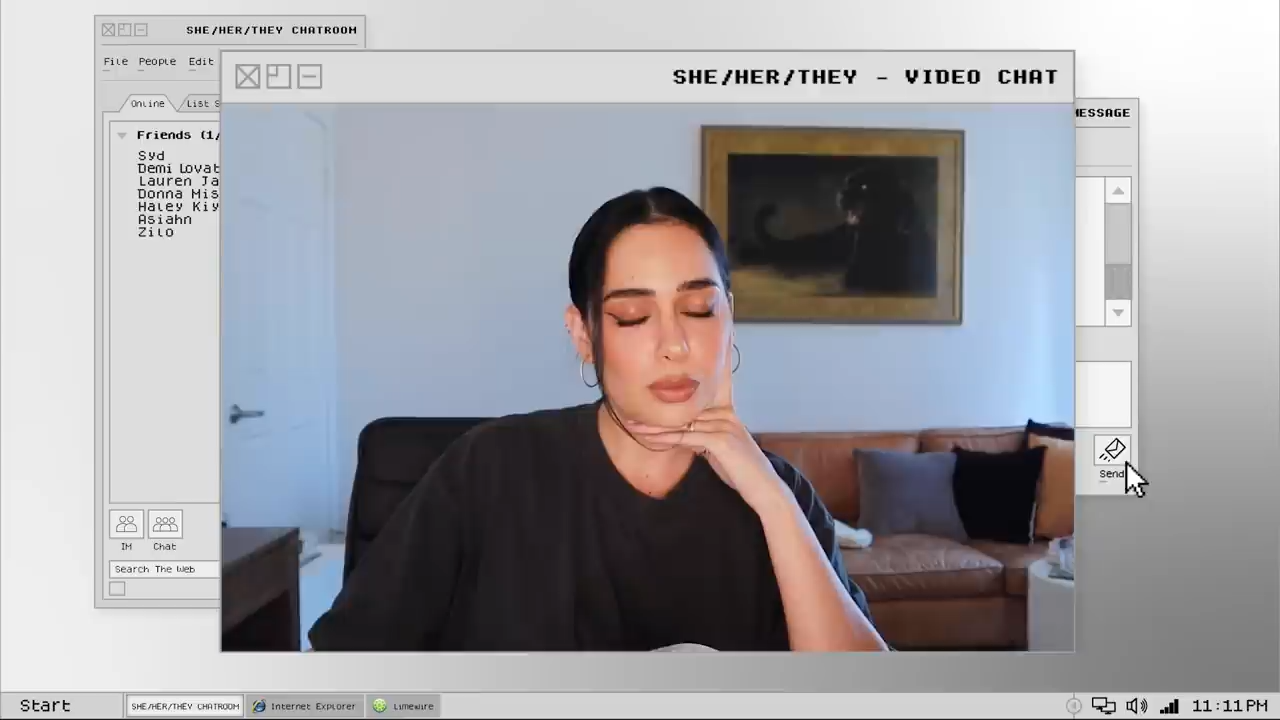 SHE/HER/THEY CHATROOM
File People Edit
SHE/HER/THEY - VIDEO CHAT
MESSAGE
Online List S
Friends (1/
Syd
Demi Lovat
Lauren Ja
Donna Mis
Haley Kiy
Asiahn
Zilo
Send
IM Chat
Search The Web
Start SHE/HER/THEY CHATROOM Internet Explorer Limewire 11:11PM